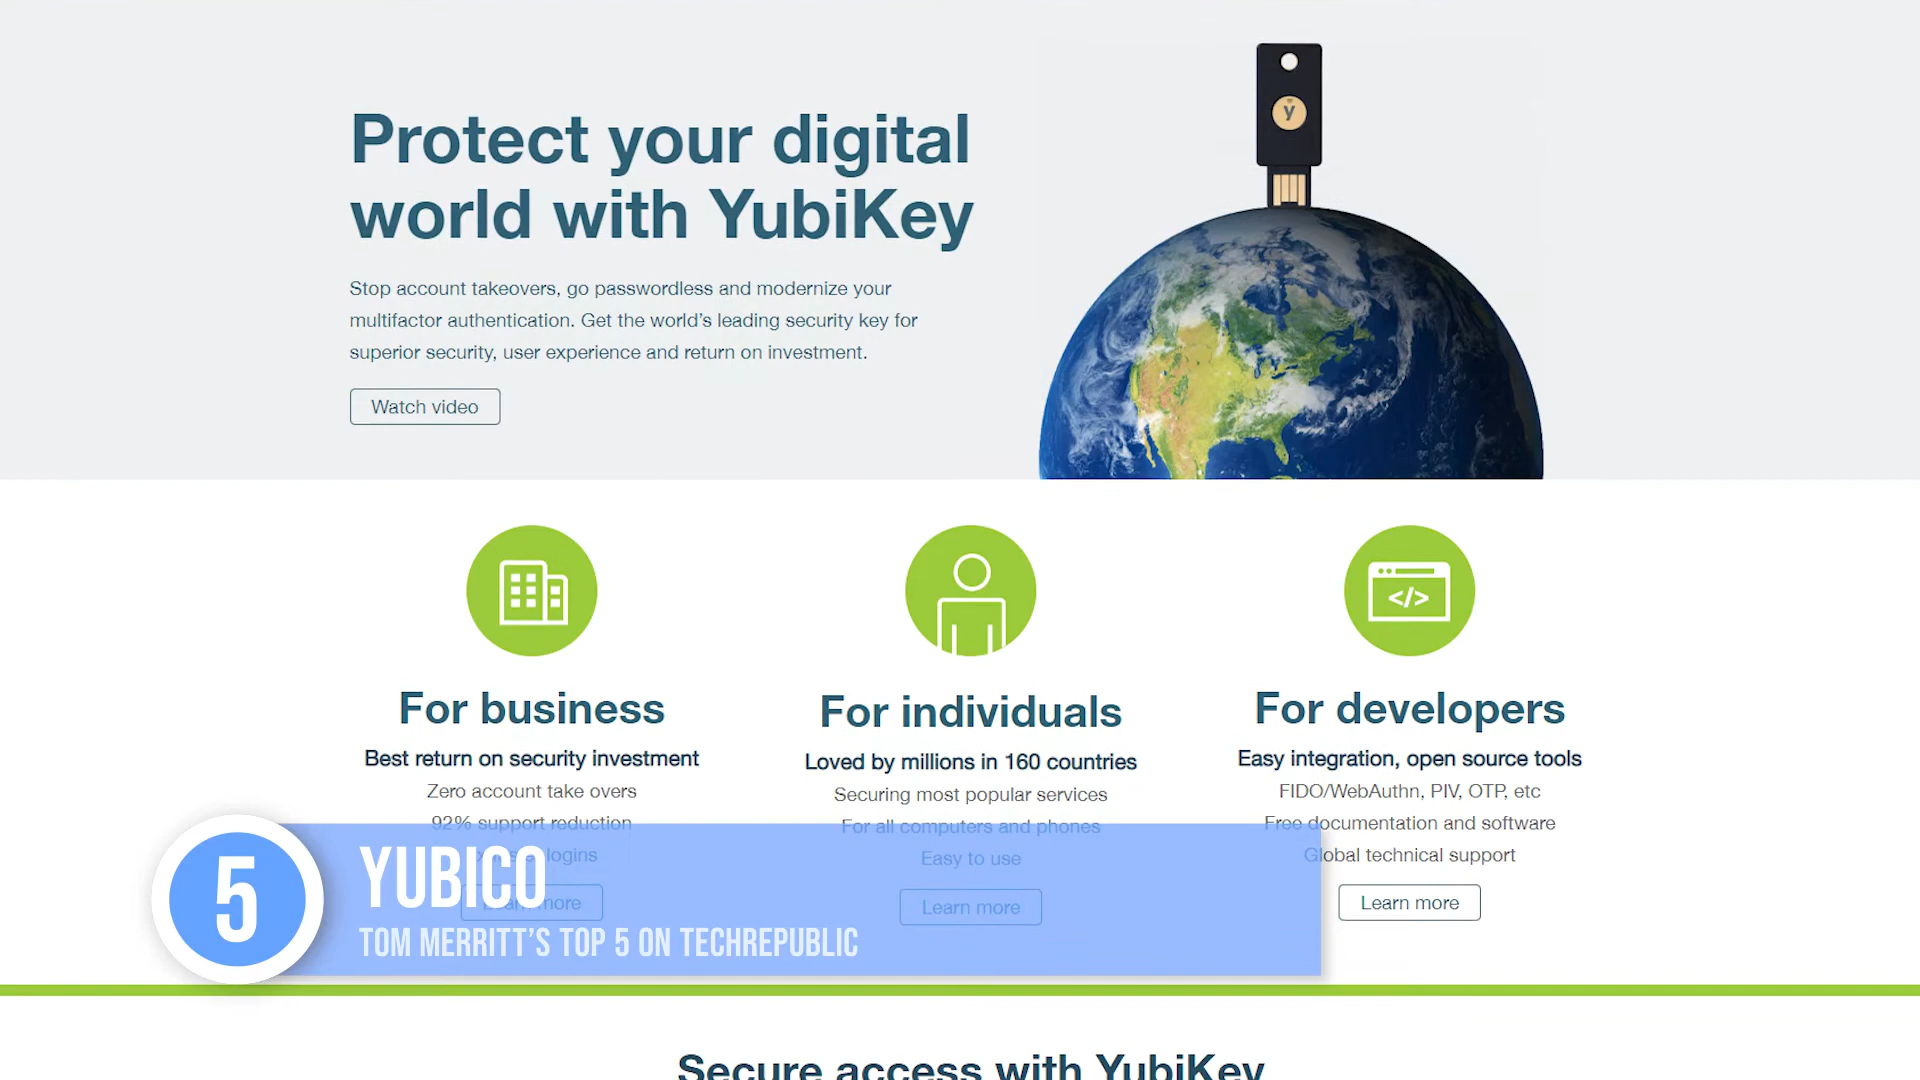 y
Protect your digital
world with YubiKey
Stop account takeovers, go passwordless and modernize your
multifactor authentication. Get the world's leading security key for
superior security, user experience and return on investment.
Watch video
</>
For business
Best return on security investment
Zero account take overs
92% support reduction
logins
For individuals
Loved by millions in 160 countries
Securing most popular services
For all computers and phones
Easy to use
Learn more
For developers
Easy integration, open source tools
FIDO/WebAuthn, PIV, OTP, etc
Free documentation and software
Global technical support
Learn more
5
YUBICO
TOM MERRITT'S TOP 5 ON TECHREPUBLIC
Secure access with YubiKey